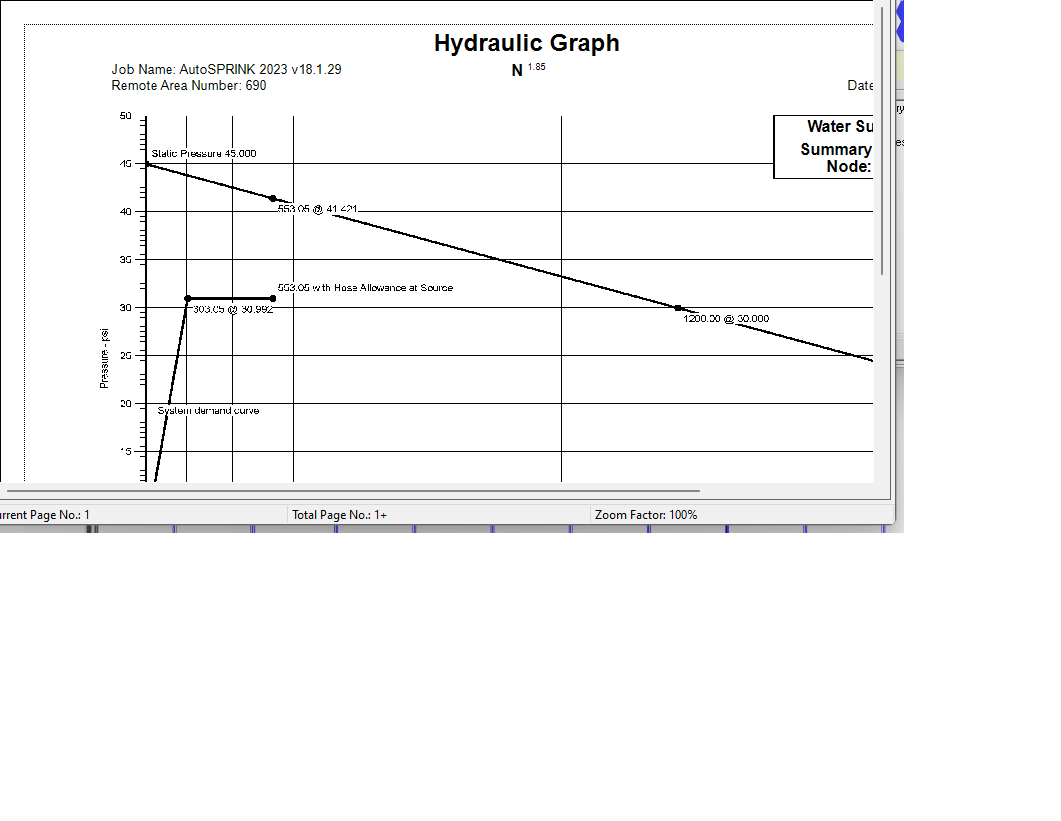 Hydraulic Graph
Job Name: AutoSPRINK 2023 v18.1.29
N 1.85
Remote Area Number: 690
Date
50
Water Su
Static Pressure 45.000
Summary
45
Node:
553.05 @ 41.421
40
35
553.05 with Hose Allowance at Source
303.05 @ 30.992
30
1200.00 @ 30.000
Pressure - psi
25
20
System demand curve
15
rrent Page No.: 1
Total Page No.: 1+
Zoom Factor: 100%